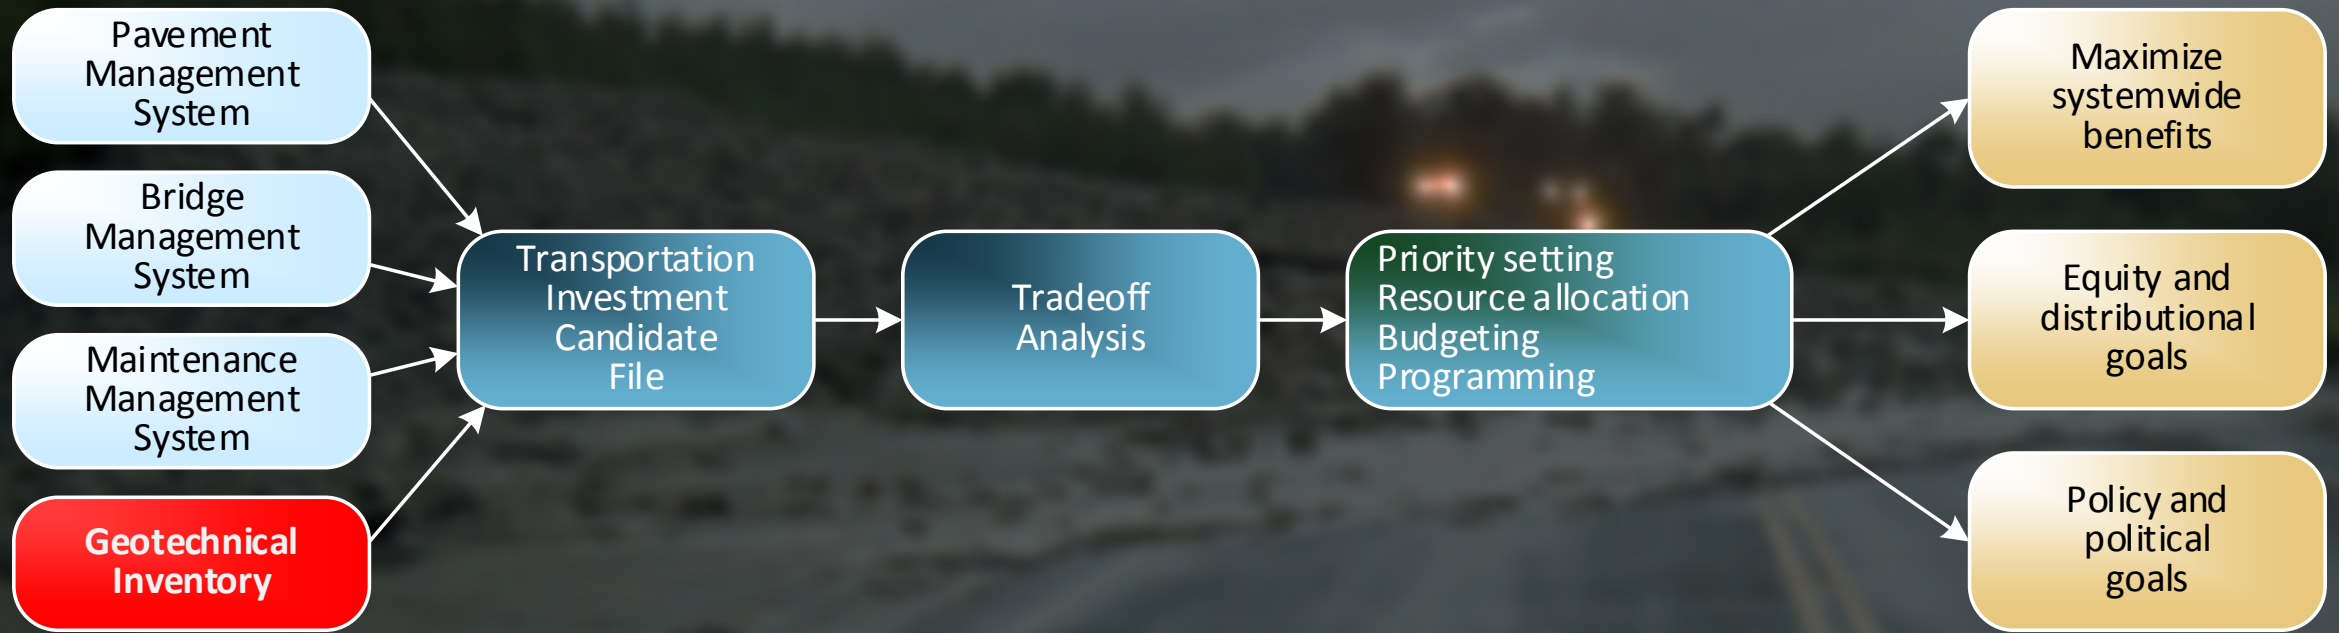 Pavement
Management
System
Bridge
Management
System
Maintenance
Management
System
Geotechnical
Inventory
Transportation
Investment
Candidate
File
Tradeoff
Analysis
Priority setting
Resource allocation
Budgeting
Programming
Maximize
systemwide
benefits
Equity and
distributional
goals
Policy and
political
goals